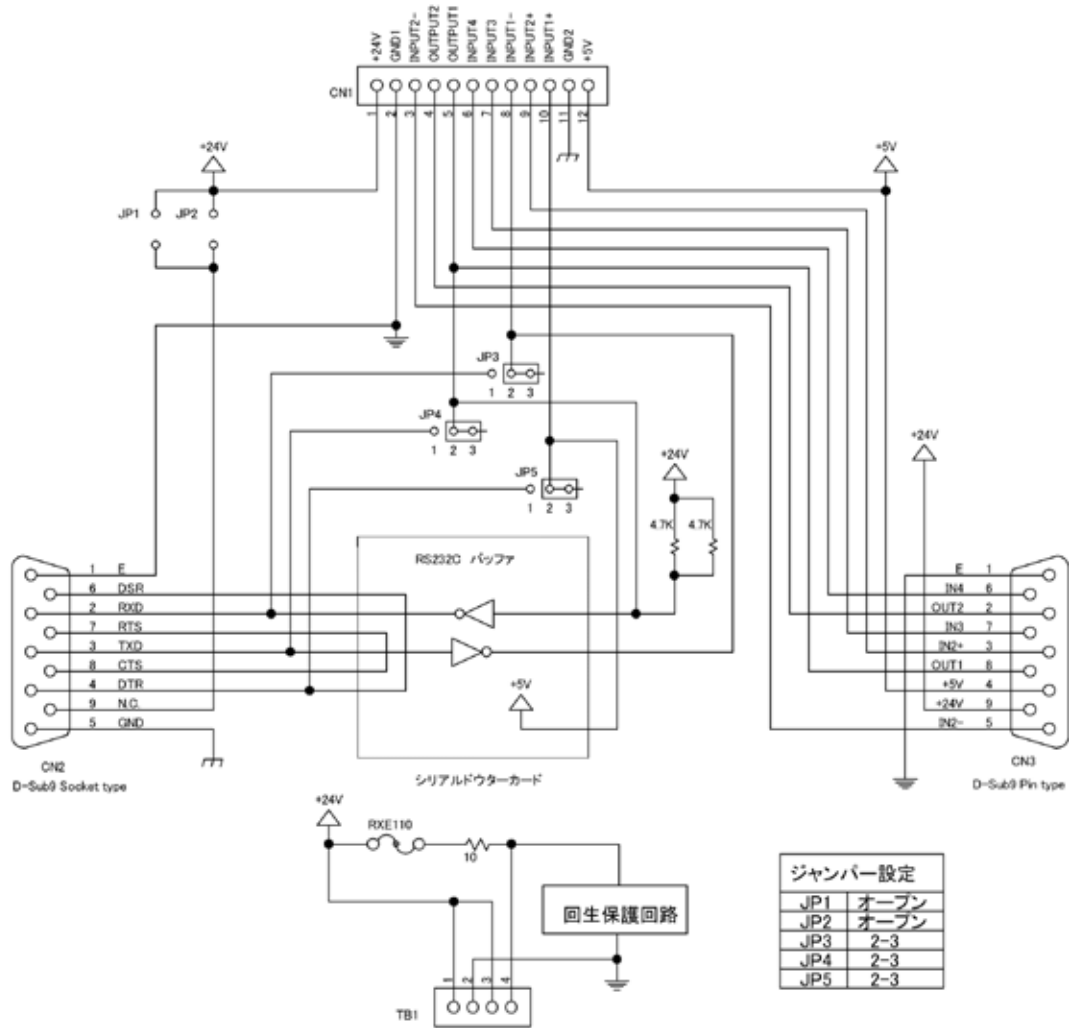 +24V
GND1
INPUT2-
OUTPUT2
OUTPUT1
INPUT4
INPUT3
INPUT1-
INPUT2+
INPUT1+
GND2
+5V
CN1
1 2 3 4 5 6 7 8 9 10 11 12
+24V
+5V
JP1
JP2
JP3
1 2 3
JP4
1 2 3
+24V
+24V
JP5
1 2 3
4.7K
4.7K
RS232C バッファ
1 E
6 DSR
2 RXD
7 RTS
3 TXD
8 CTS
4 DTR
9 N.C.
5 GND
+5V
CN2
D-Sub9 Socket type
シリアルドウターカード
E 1
IN4 6
OUT2 2
IN3 7
IN2+ 3
OUT1 8
+5V 4
+24V 9
IN2- 5
CN3
D-Sub9 Pin type
+24V
RXE110
10
回生保護回路
1 2 3 4
TB1
ジャンパー設定
JP1 オープン
JP2 オープン
JP3 2-3
JP4 2-3
JP5 2-3